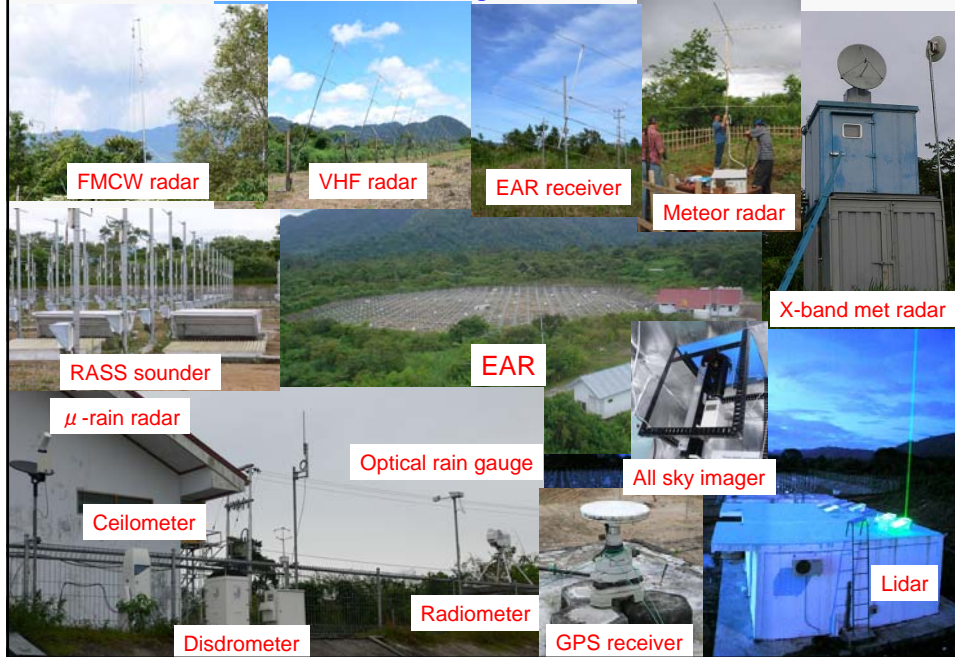 FMCW radar
VHF radar
EAR receiver
Meteor radar
X-band met radar
RASS sounder
EAR
μ-rain radar
Optical rain gauge
All sky imager
Ceilometer
Radiometer
Lidar
Disdrometer
GPS receiver